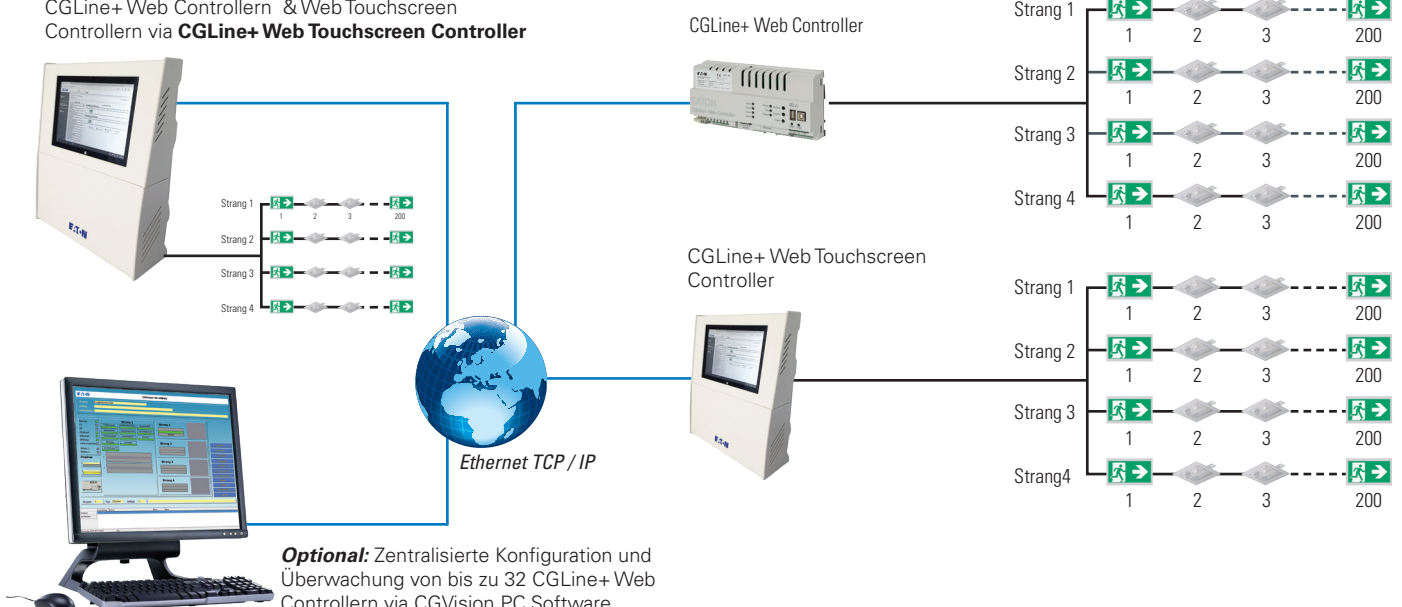 CGLine+ Web Controllern & Web Touchscreen
Controllern via CGLine+ Web Touchscreen Controller
EATON
Strang 1
1 2 3 200
Strang 2
Strang 3
Strang 4
Ethernet TCP / IP
Optional: Zentralisierte Konfiguration und
Überwachung von bis zu 32 CGLine+ Web
Controllern via CGVision PC Software
CGLine+ Web Controller
Strang 1
1 2 3 200
Strang 2
1 2 3 200
Strang 3
1 2 3 200
Strang 4
1 2 3 200
CGLine+ Web Touchscreen
Controller
EATON
Strang 1
1 2 3 200
Strang 2
1 2 3 200
Strang 3
1 2 3 200
Strang4
1 2 3 200